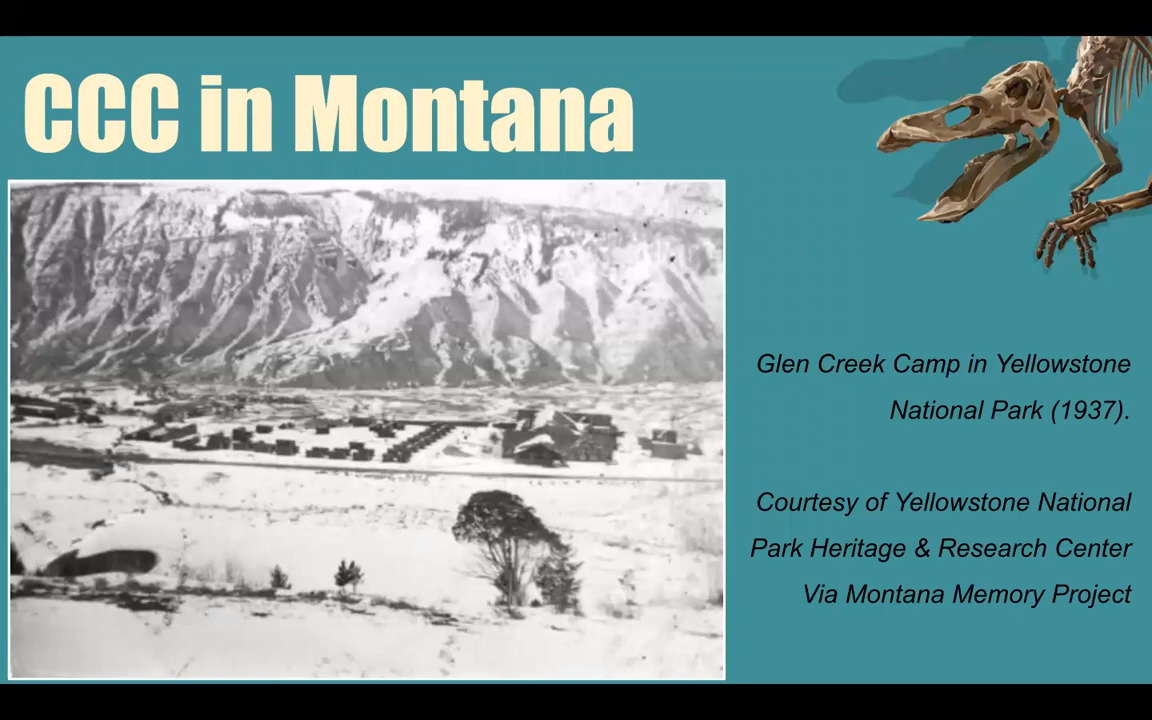 CCC in Montana
Glen Creek Camp in Yellowstone
National Park (1937).
Courtesy of Yellowstone National
Park Heritage & Research Center
Via Montana Memory Project